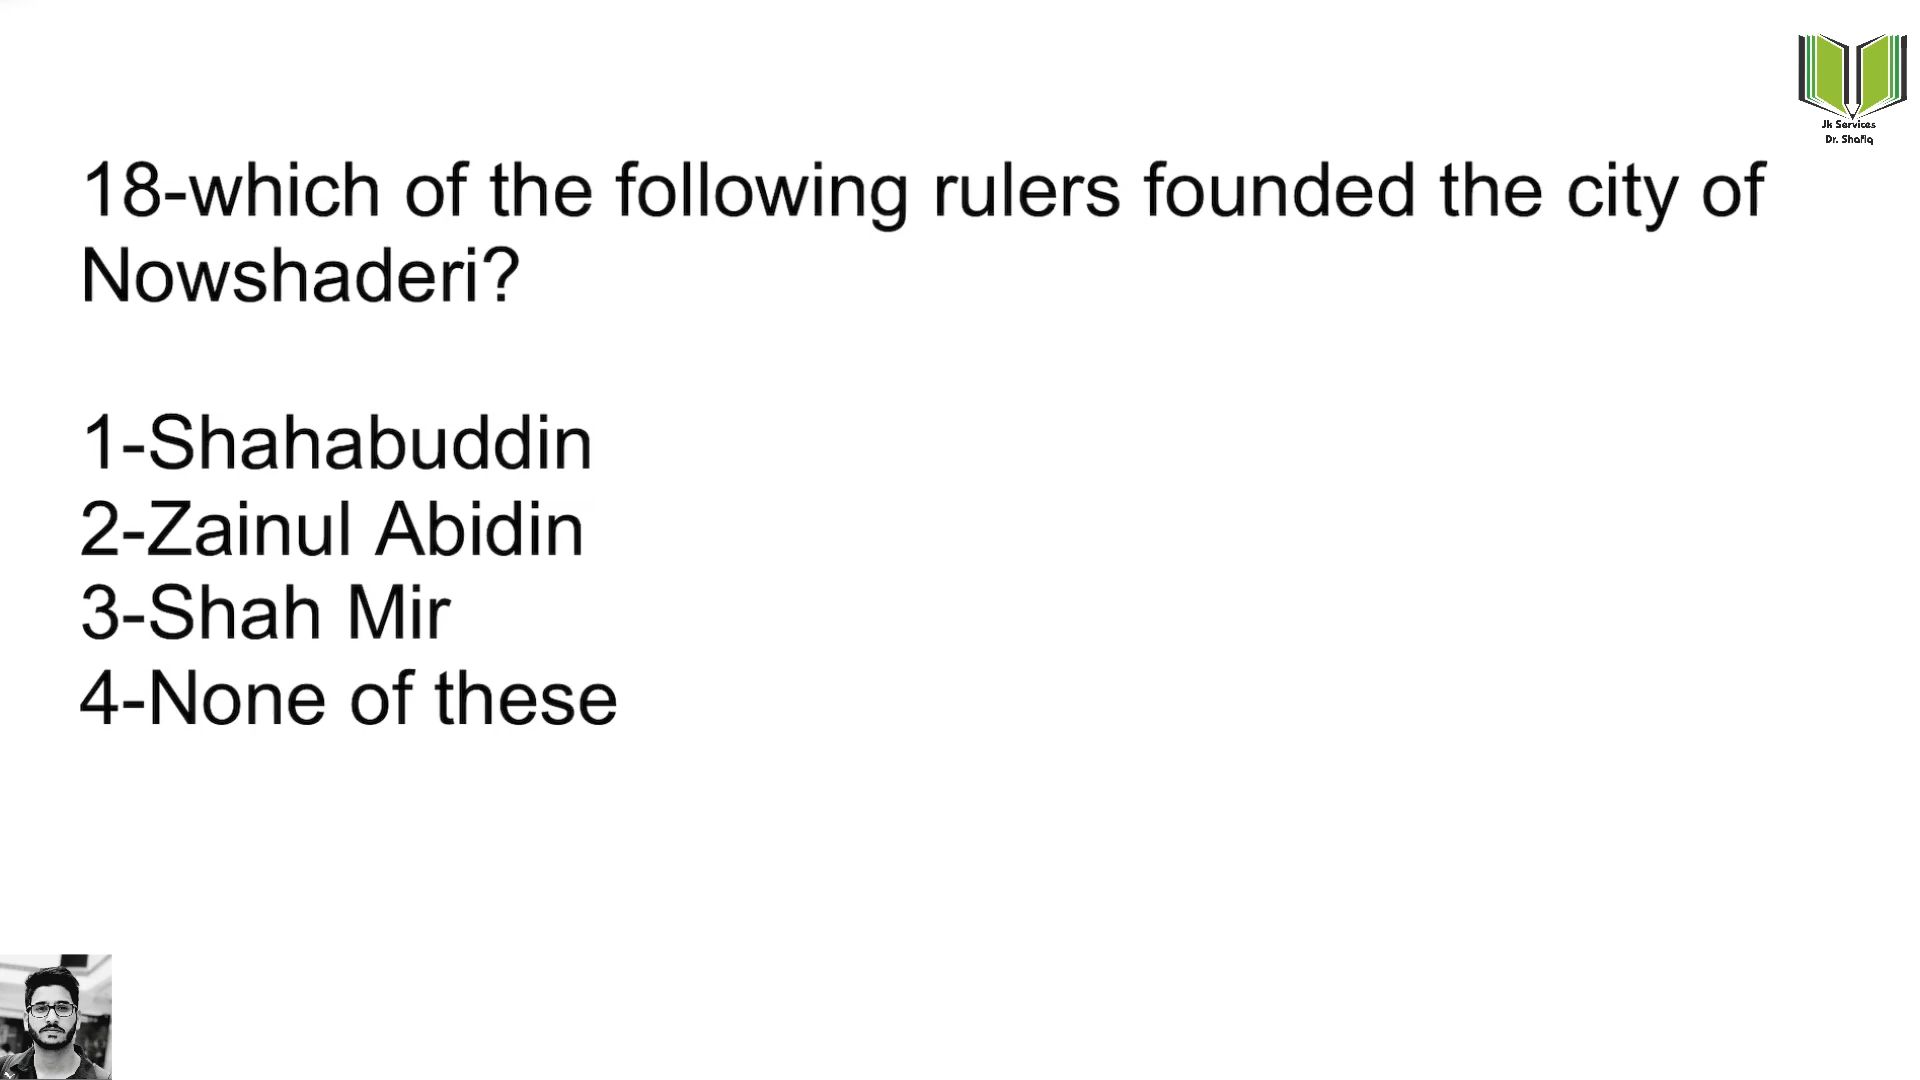 Jk Services
Dr. Shafiq
18-which of the following rulers founded the city of
Nowshaderi?
1-Shahabuddin
2-Zainul Abidin
3-Shah Mir
4-None of these